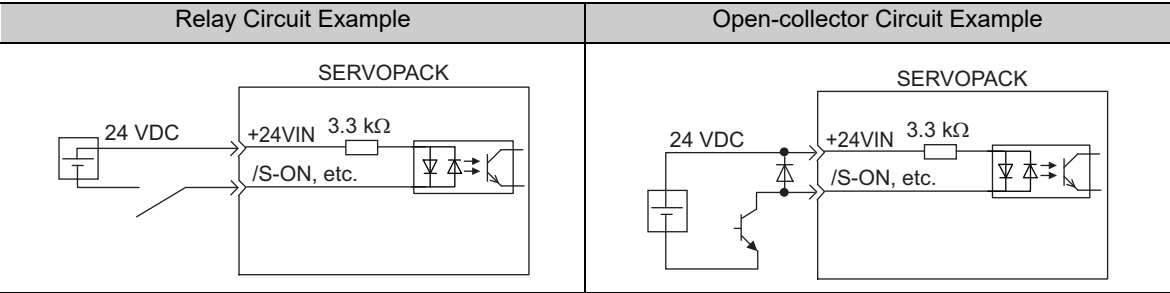 Relay Circuit Example
Open-collector Circuit Example
SERVOPACK
24 VDC
+24VIN
3.3 kΩ
/S-ON, etc.
SERVOPACK
24 VDC
+24VIN
3.3 kΩ
/S-ON, etc.